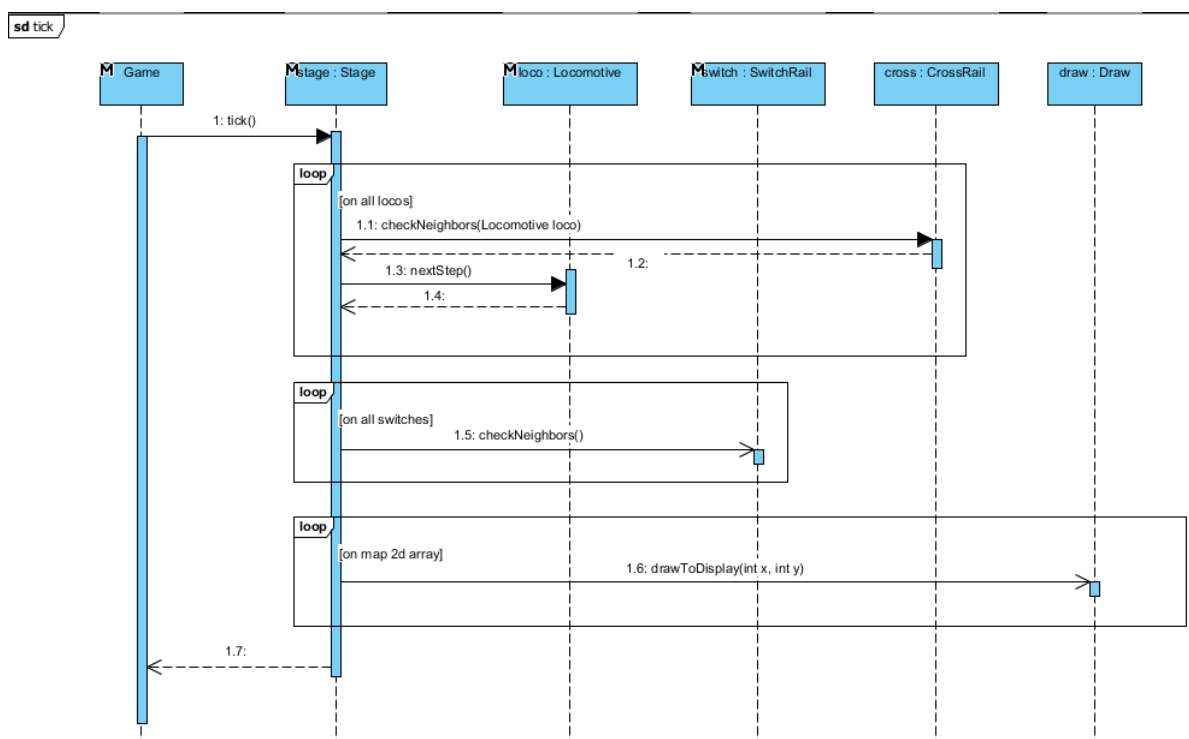 sd tick
Game
stage : Stage
loco : Locomotive
switch : SwitchRail
cross : CrossRail
draw : Draw
1: tick()
loop
[on all locos]
1.1: checkNeighbors(Locomotive loco)
1.2:
1.3: nextStep()
1.4:
loop
[on all switches]
1.5: checkNeighbors()
loop
[on map 2d array]
1.6: drawToDisplay(int x, int y)
1.7: